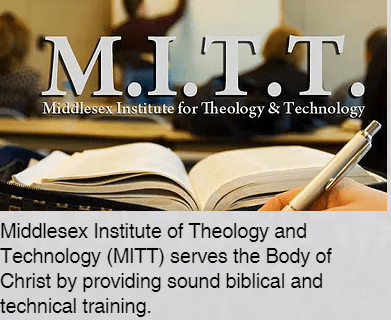 M.I.T.T.
Middlesex Institute for Theology & Technology
Middlesex Institute of Theology and
Technology (MITT) serves the Body of
Christ by providing sound biblical and
technical training.